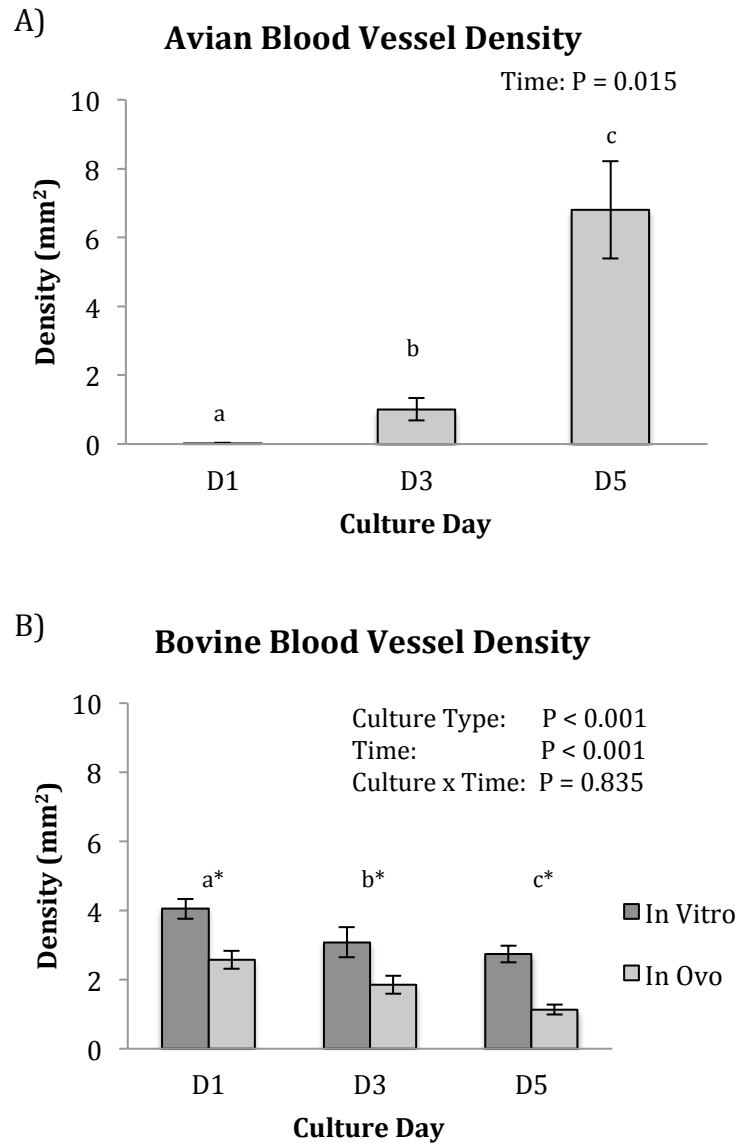 A)
Avian Blood Vessel Density
Time: P = 0.015
Density (mm²)
10
8
6
4
2
0
a
b
c
D1 D3 D5
Culture Day
B)
Bovine Blood Vessel Density
Culture Type: P < 0.001
Time: P < 0.001
Culture x Time: P = 0.835
Density (mm²)
10
8
6
4
2
0
a* b* c*
In Vitro
In Ovo
D1 D3 D5
Culture Day